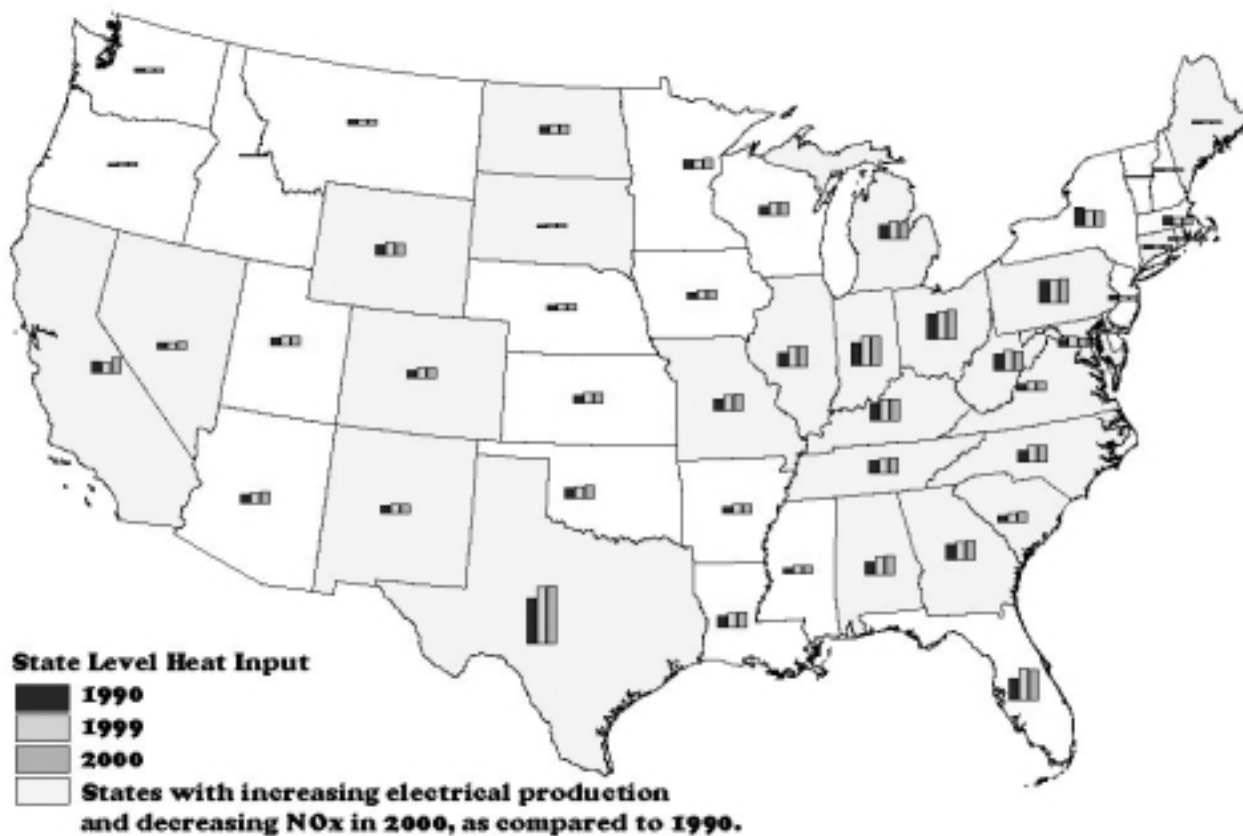 State Level Heat Input
1990
1999
2000
States with increasing electrical production
and decreasing NOx in 2000, as compared to 1990.